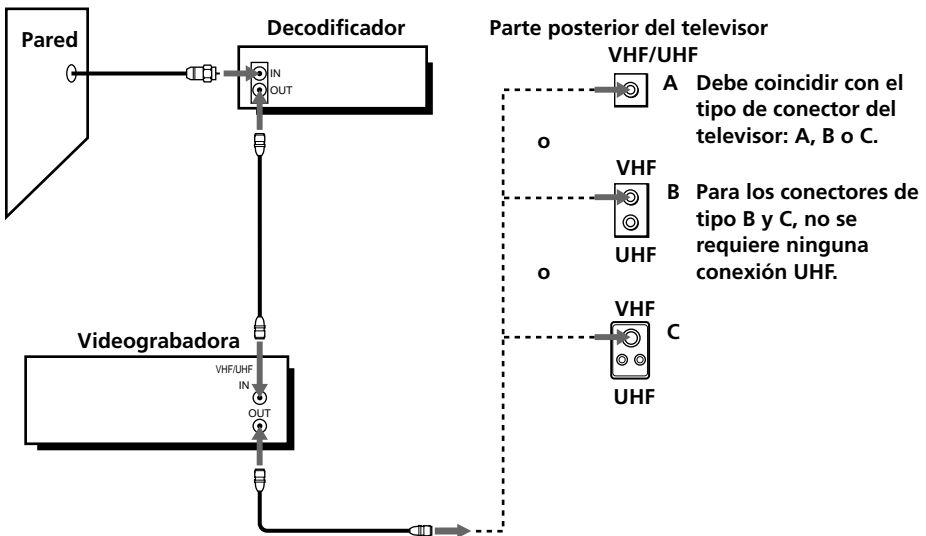 Pared
Decodificador
IN
OUT
Videograbadora
VHF/UHF
IN
OUT
Parte posterior del televisor
VHF/UHF
A Debe coincidir con el
tipo de conector del
televisor: A, B o C.
o
VHF
B Para los conectores de
tipo B y C, no se
requiere ninguna
conexión UHF.
UHF
o
VHF
C
UHF